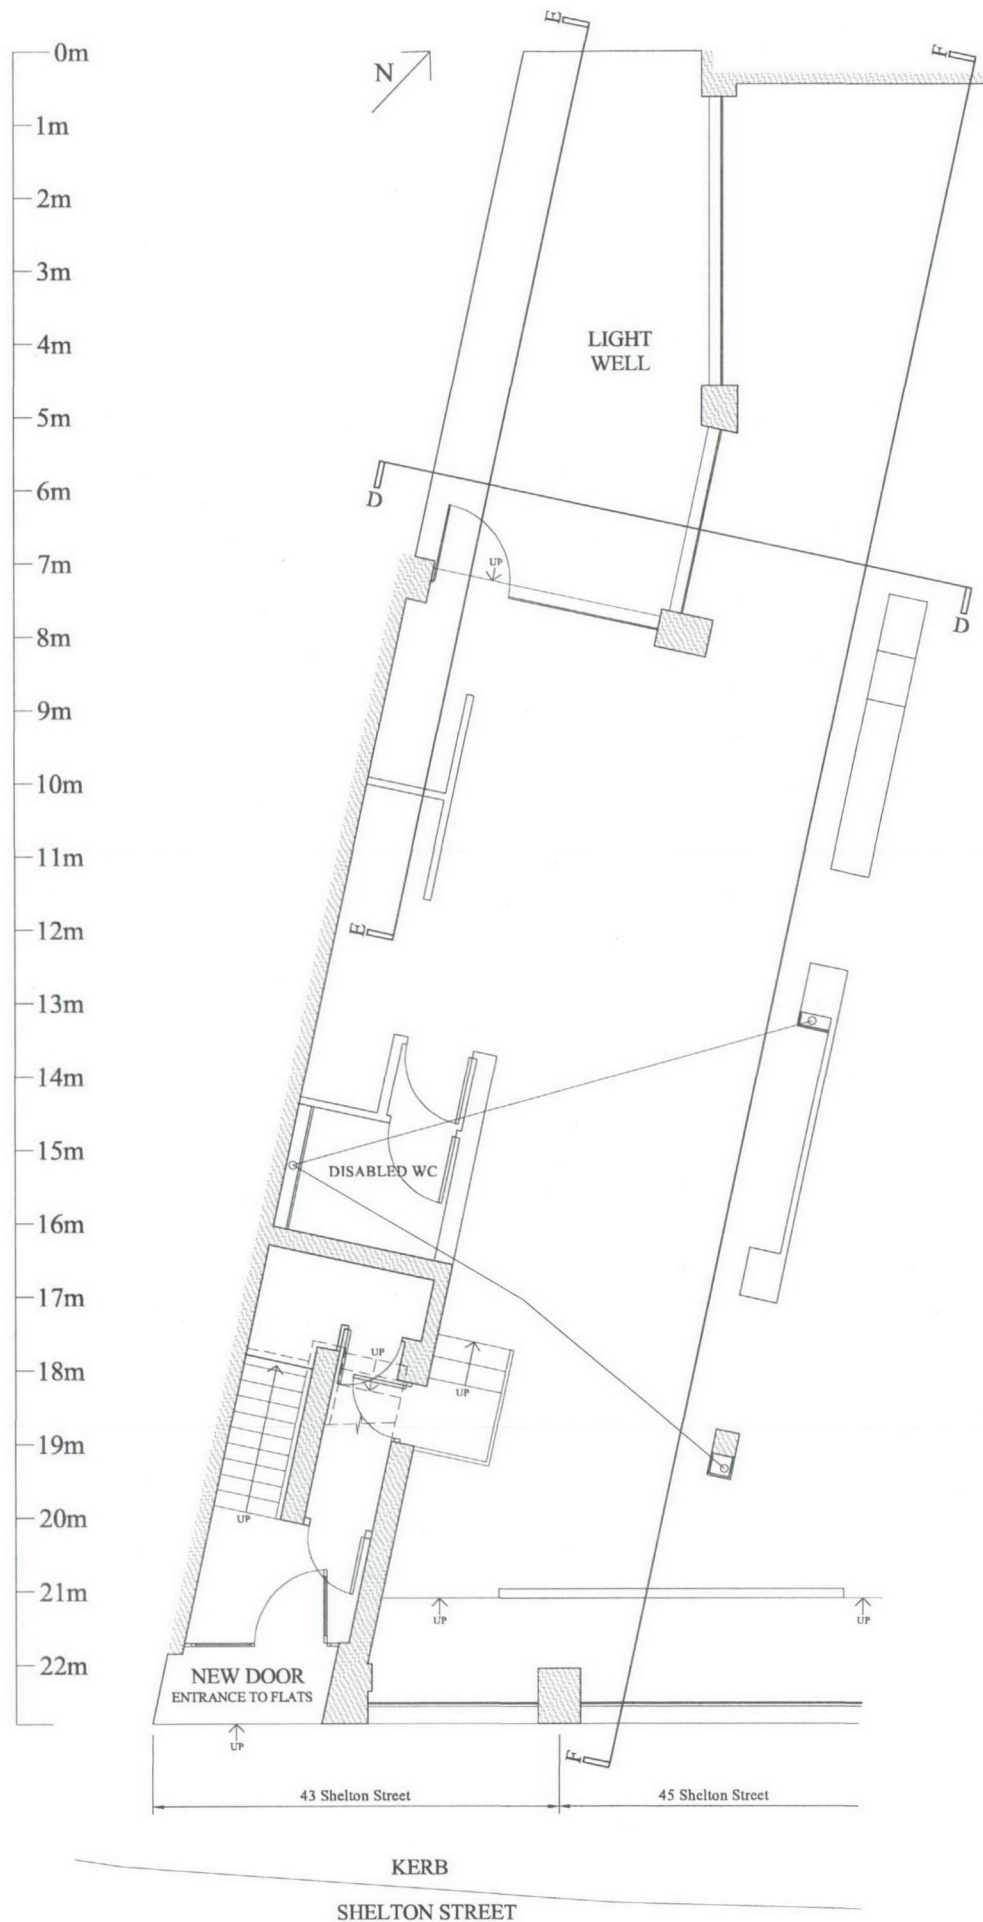 E
F
0m
N
1m
2m
3m
LIGHT
WELL
4m
5m
6m
D
7m
UP
8m
D
9m
10m
11m
12m
E
13m
14m
15m
DISABLED WC
16m
17m
18m
UP
UP
19m
20m
UP
21m
UP
UP
22m
NEW DOOR
ENTRANCE TO FLATS
UP
F
43 Shelton Street
45 Shelton Street
KERB
SHELTON STREET